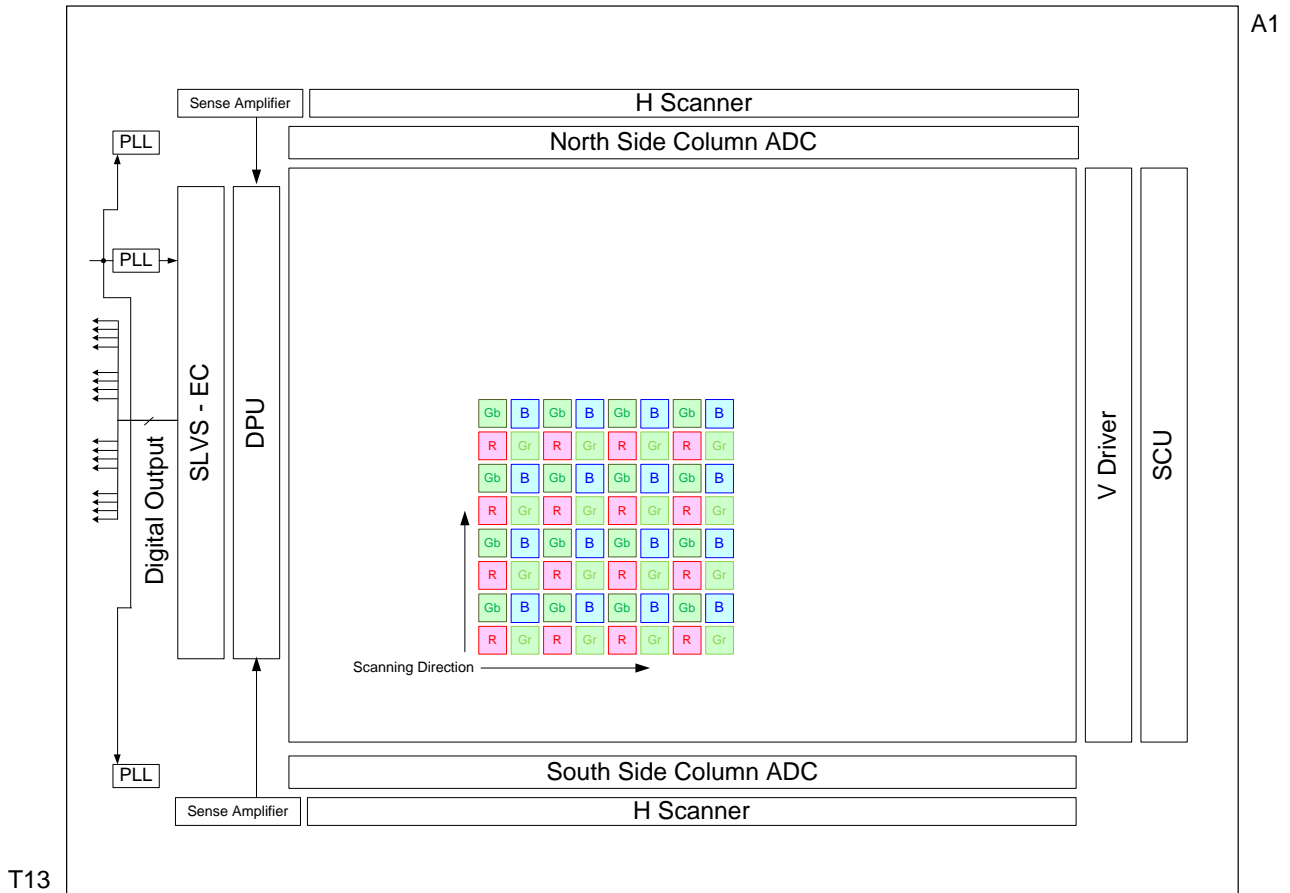 A1
Sense Amplifier
H Scanner
PLL
North Side Column ADC
PLL
SLVS - EC
DPU
Digital Output
V Driver
SCU
Gb B Gb B Gb B Gb B
R Gr R Gr R Gr R Gr
Gb B Gb B Gb B Gb B
R Gr R Gr R Gr R Gr
Gb B Gb B Gb B Gb B
R Gr R Gr R Gr R Gr
Gb B Gb B Gb B Gb B
R Gr R Gr R Gr R Gr
Scanning Direction
PLL
South Side Column ADC
Sense Amplifier
H Scanner
T13